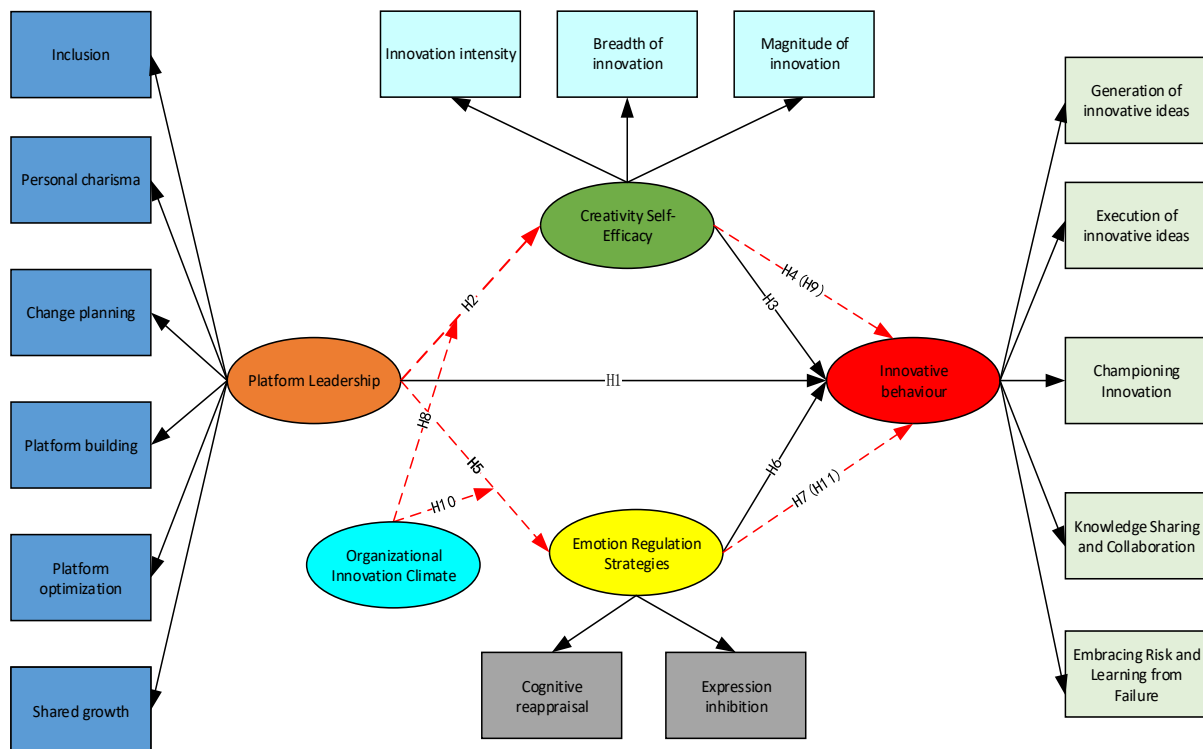 Inclusion
Personal charisma
Change planning
Platform building
Platform
optimization
Shared growth
Innovation intensity
Breadth of
innovation
Magnitude of
innovation
Creativity Self-
Efficacy
Platform Leadership
Organizational
Innovation Climate
Emotion Regulation
Strategies
Cognitive
reappraisal
Expression
inhibition
Innovative
behaviour
H2
H8
H5
H10
H1
H3
H4(H9)
H6
H7(H11)
Generation of
innovative ideas
Execution of
innovative ideas
Championing
Innovation
Knowledge Sharing
and Collaboration
Embracing Risk and
Learning from
Failure